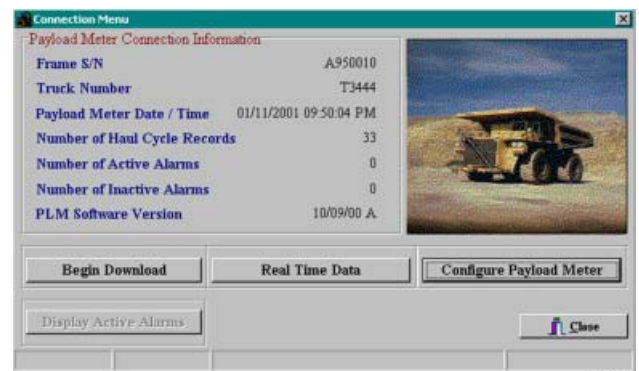 Connection Menu
Payload Meter Connection Information
Frame S/N A950010
Truck Number T3444
Payload Meter Date / Time 01/11/2001 09:50:04 PM
Number of Haul Cycle Records 33
Number of Active Alarms 0
Number of Inactive Alarms 0
PLM Software Version 10/09/00 A
Begin Download Real Time Data Configure Payload Meter
Display Active Alarms Close